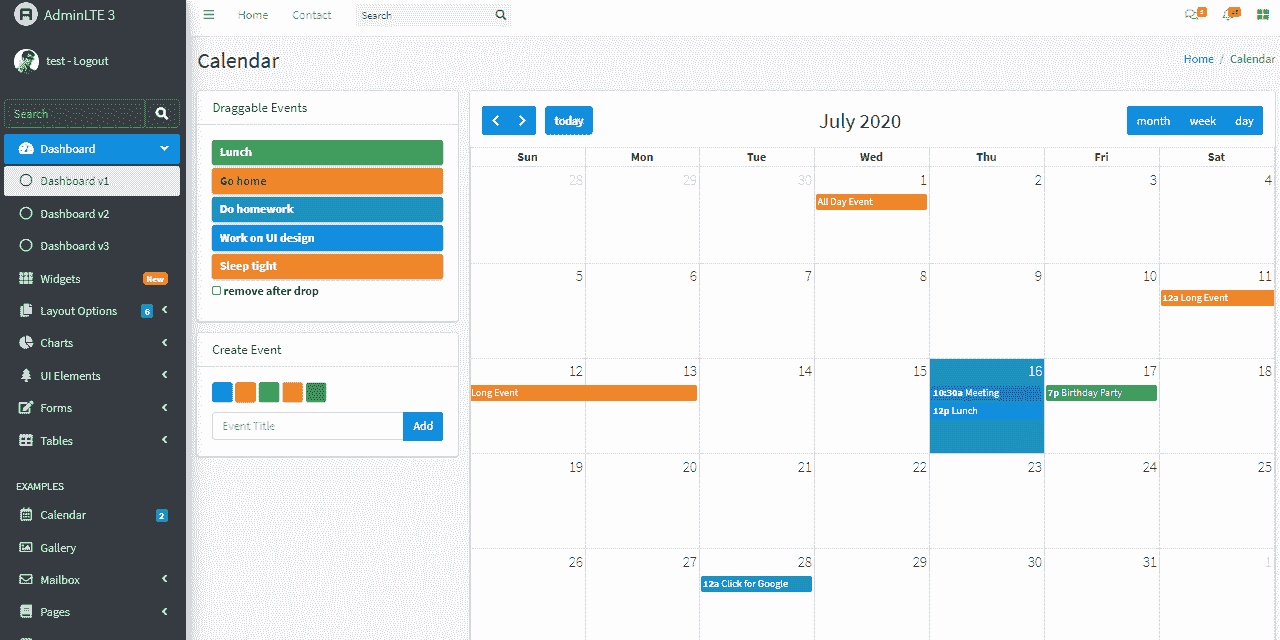 AdminLTE 3
test - Logout
Search
Dashboard
Dashboard v1
Dashboard v2
Dashboard v3
Widgets New
Layout Options 6
Charts
UI Elements
Forms
Tables
EXAMPLES
Calendar 2
Gallery
Mailbox
Pages
Home Contact Search
Calendar
Home / Calendar
Draggable Events
Lunch
Go home
Do homework
Work on UI design
Sleep tight
remove after drop
Create Event
Event Title Add
today July 2020 month week day
Sun Mon Tue Wed Thu Fri Sat
28 29 30 1 2 3 4
All Day Event
5 6 7 8 9 10 11
12a Long Event
12 13 14 15 16 17 18
Long Event 10:30a Meeting 7p Birthday Party
12p Lunch
19 20 21 22 23 24 25
26 27 28 29 30 31 1
12a Click for Google